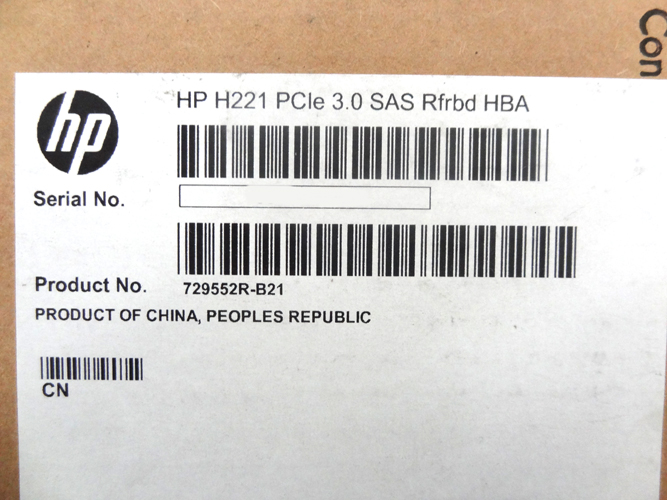 Con
hp
HP H221 PCIe 3.0 SAS Rfrbd HBA
Serial No.
Product No. 729552R-B21
PRODUCT OF CHINA, PEOPLES REPUBLIC
CN